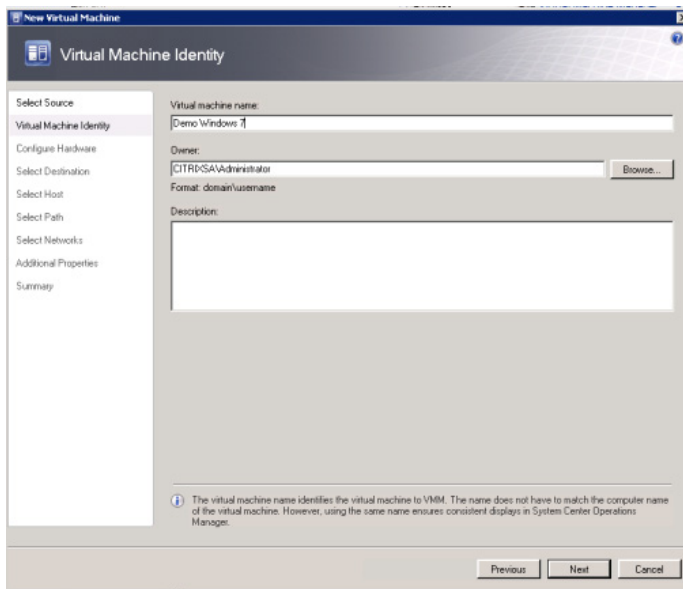 New Virtual Machine
Virtual Machine Identity
Select Source
Virtual Machine Identity
Configure Hardware
Select Destination
Select Host
Select Path
Select Networks
Additional Properties
Summary
Virtual machine name:
Demo Windows 7
Owner:
CITRIXSA\Administrator
Browse...
Format: domain\username
Description:
The virtual machine name identifies the virtual machine to VMM. The name does not have to match the computer name
of the virtual machine. However, using the same name ensures consistent displays in System Center Operations
Manager.
Previous
Next
Cancel